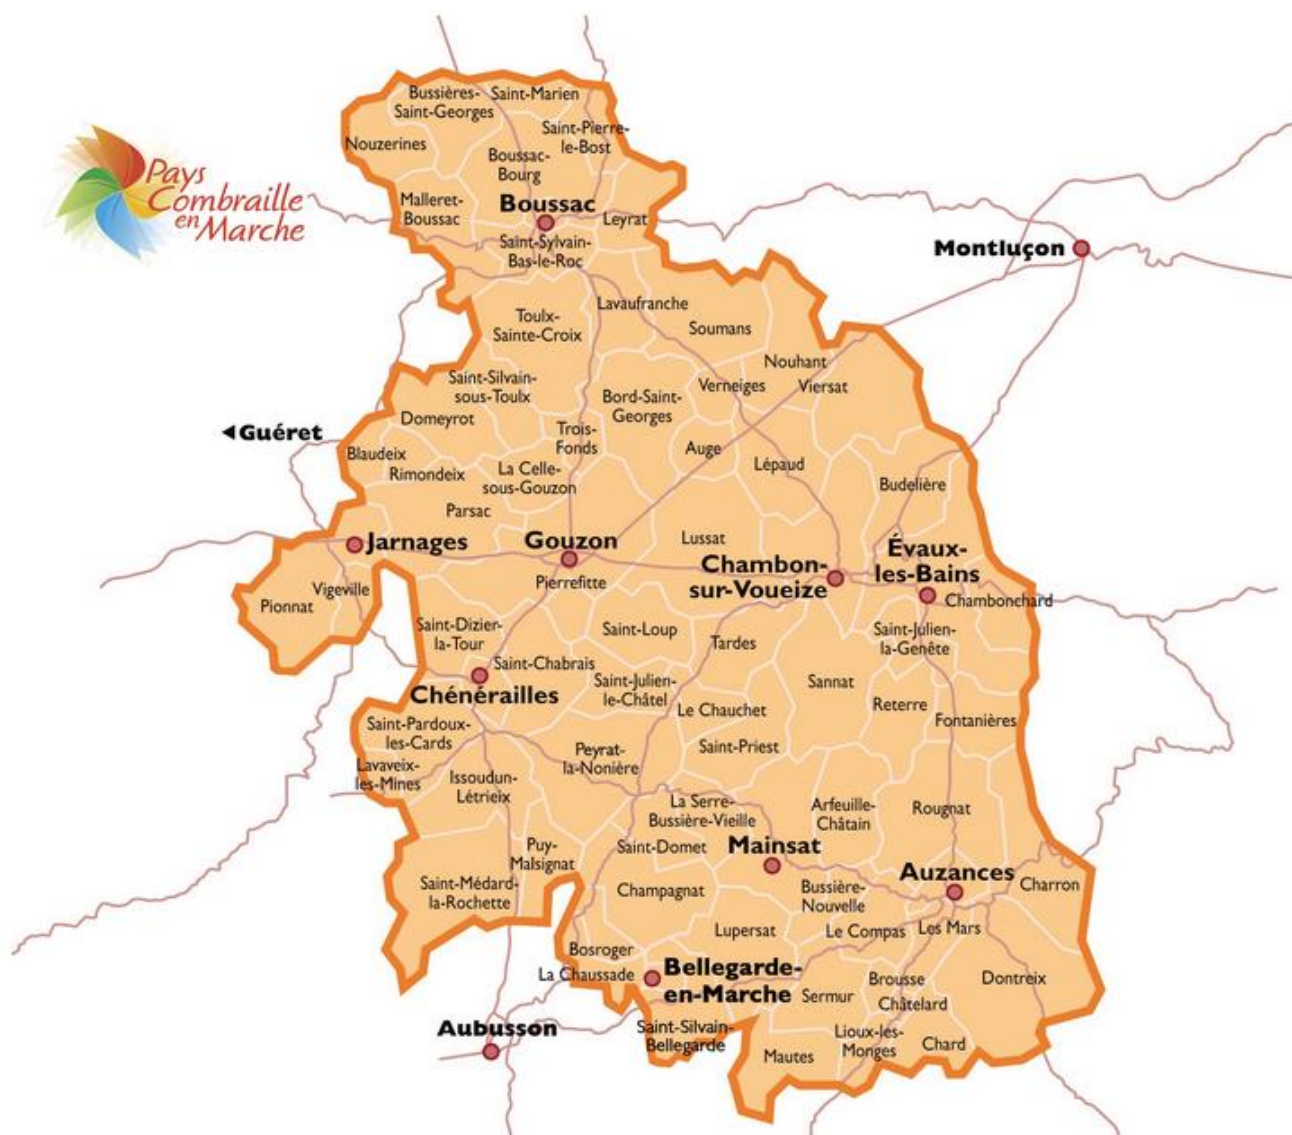 Bussières-
Saint-Georges
Saint-Marien
Saint-Pierre-
le-Bost
Nouzerines
Boussac-
Bourg
Pays
Combraille
en
Marche
Malleret-
Boussac
Boussac
Leyrat
Saint-Sylvain-
Bas-le-Roc
Montluçon
Lavaufranche
Toulx-
Sainte-Croix
Soumans
Nouhant
Viersat
Verneiges
Saint-Silvain-
sous-Toulx
Bord-Saint-
Georges
Domeyrot
Guéret
Trois-
Fonds
Auge
Blaudeix
Rimondeix
La Celle-
sous-Gouzon
Lépaud
Budelière
Parsac
Jarnages
Gouzon
Lussat
Évaux-
les-Bains
Chambon-
sur-Voueize
Pierrefitte
Vigeville
Pionnat
Chambonchard
Saint-Dizier-
la-Tour
Saint-Loup
Tardes
Saint-Julien-
la-Genête
Saint-Chabrais
Chénérailles
Saint-Julien-
le-Châtel
Sannat
Le Chauchet
Reterre
Fontanières
Saint-Pardoux-
les-Cards
Saint-Priest
Peyrat-
la-Nonière
Lavaveix-
les-Mines
Issoudun-
Létrieix
La Serre-
Bussière-Vieille
Arfeuille-
Châtain
Rougnat
Saint-Domet
Mainsat
Puy-
Malsignat
Auzances
Charron
Saint-Médard-
la-Rochette
Champagnat
Bussière-
Nouvelle
Lupersat
Le Compas
Les Mars
Bosroger
La Chaussade
Bellegarde-
en-Marche
Brousse
Dontreix
Sermur
Châtelard
Aubusson
Saint-Silvain-
Bellegarde
Lioux-les-
Monges
Chard
Mautes